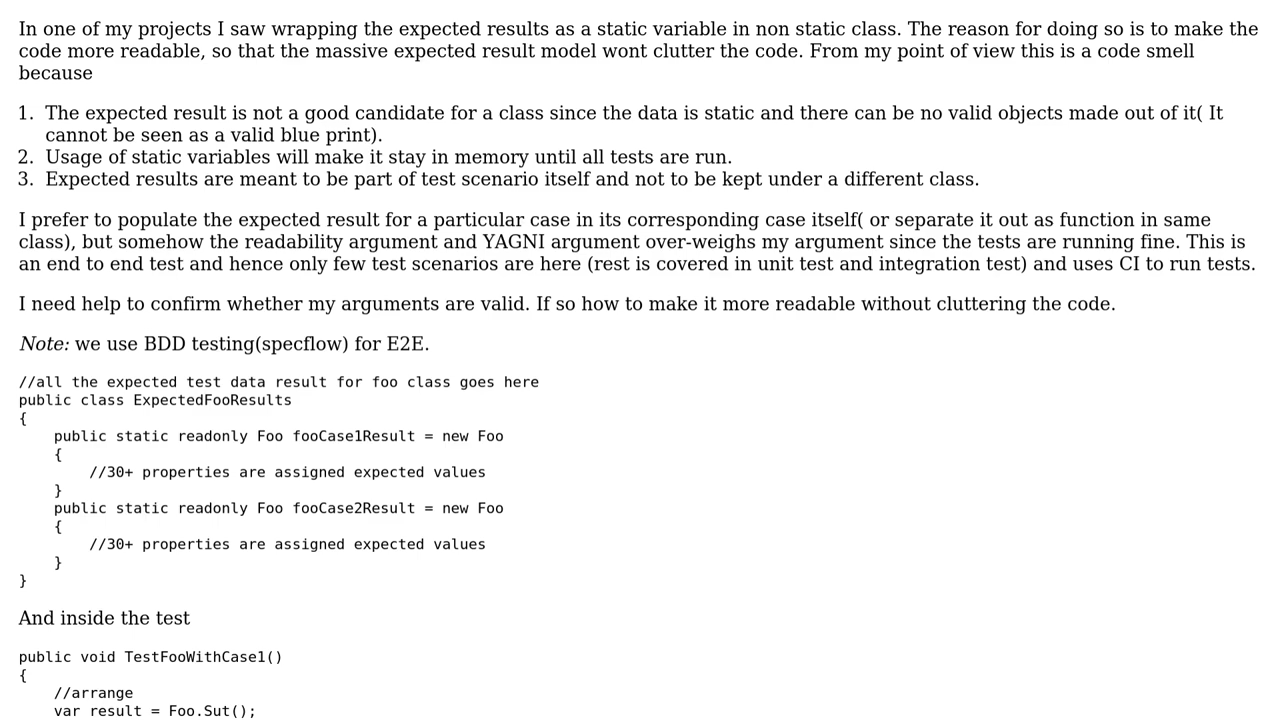 In one of my projects I saw wrapping the expected results as a static variable in non static class. The reason for doing so is to make the
code more readable, so that the massive expected result model wont clutter the code. From my point of view this is a code smell
because
1. The expected result is not a good candidate for a class since the data is static and there can be no valid objects made out of it( It
cannot be seen as a valid blue print).
2. Usage of static variables will make it stay in memory until all tests are run.
3. Expected results are meant to be part of test scenario itself and not to be kept under a different class.
I prefer to populate the expected result for a particular case in its corresponding case itself( or separate it out as function in same
class), but somehow the readability argument and YAGNI argument over-weighs my argument since the tests are running fine. This is
an end to end test and hence only few test scenarios are here (rest is covered in unit test and integration test) and uses CI to run tests.
I need help to confirm whether my arguments are valid. If so how to make it more readable without cluttering the code.
Note: we use BDD testing(specflow) for E2E.
//all the expected test data result for foo class goes here
public class ExpectedFooResults
{
    public static readonly Foo fooCase1Result = new Foo
    {
        //30+ properties are assigned expected values
    }
    public static readonly Foo fooCase2Result = new Foo
    {
        //30+ properties are assigned expected values
    }
}
And inside the test
public void TestFooWithCase1()
{
    //arrange
    var result = Foo.Sut();